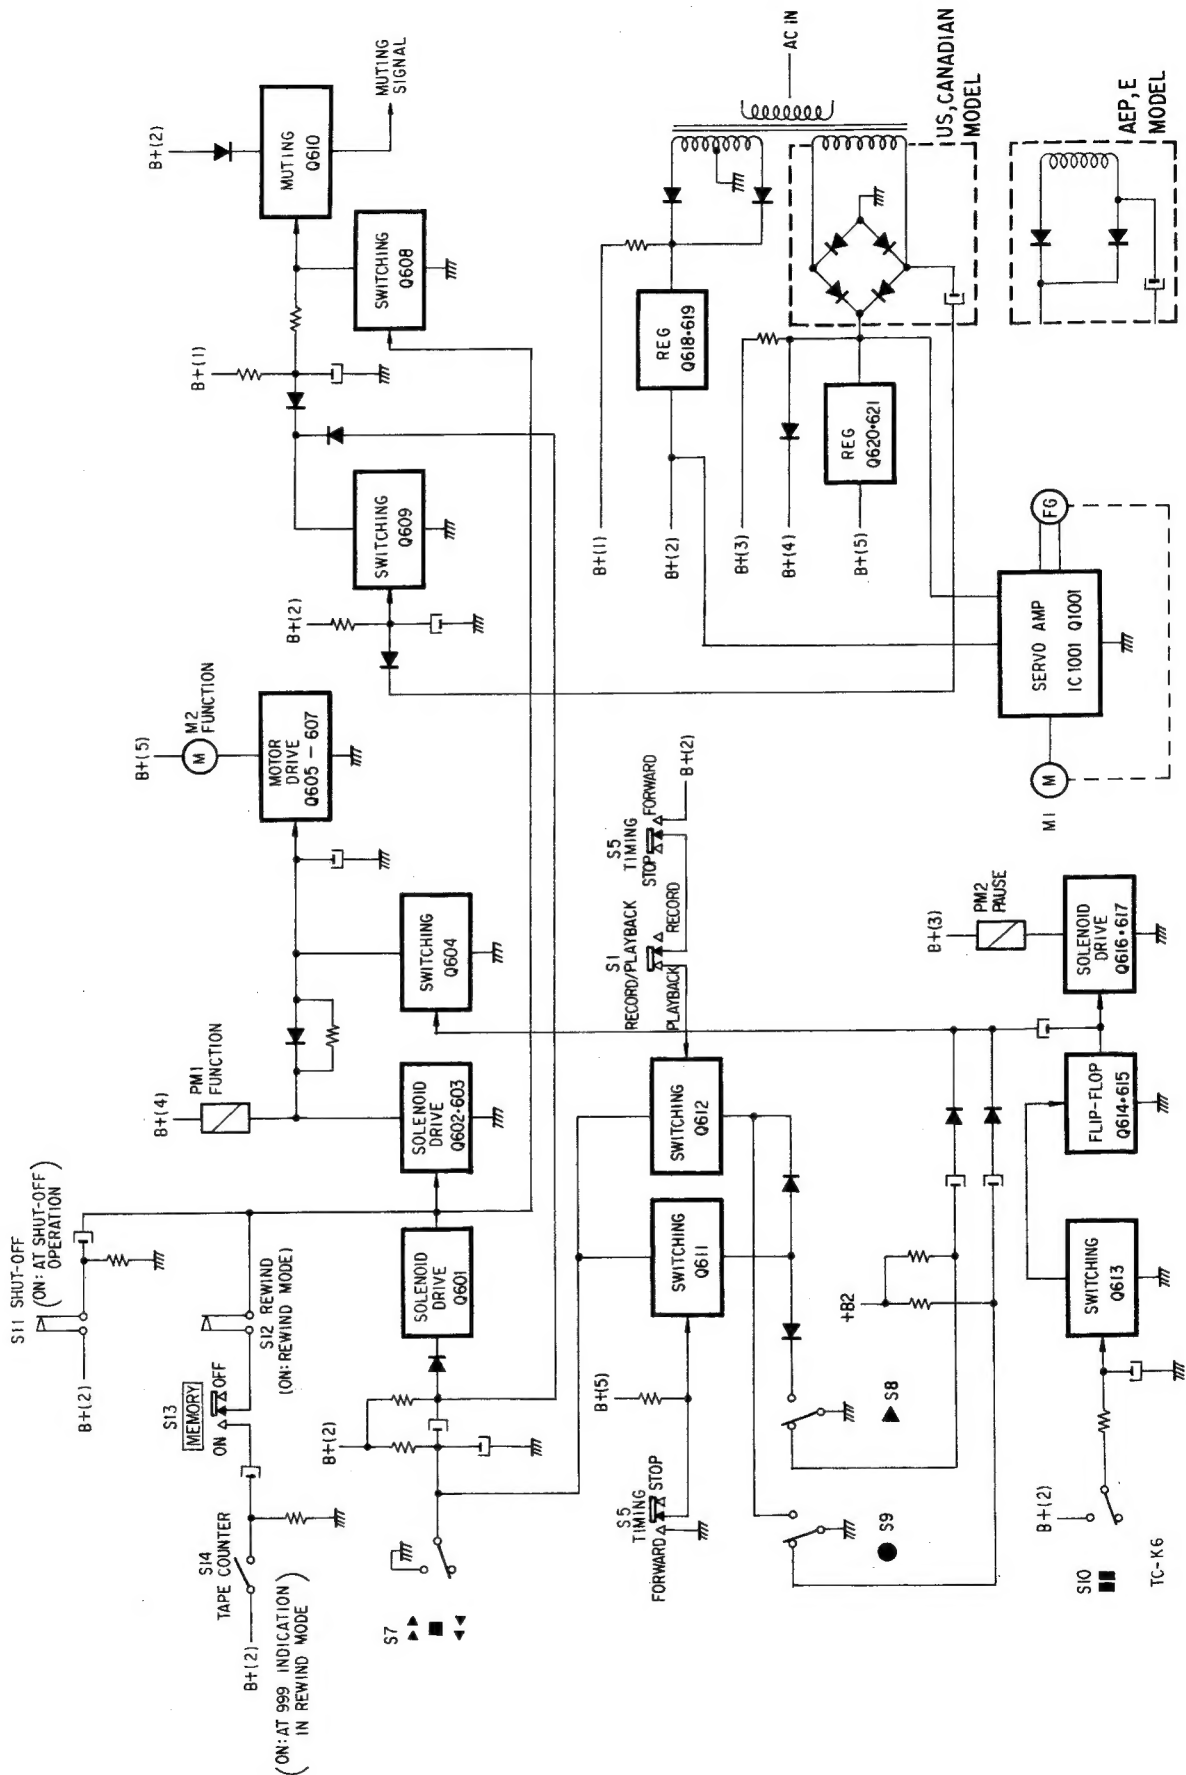 S11 SHUT-OFF
(ON: AT SHUT-OFF
OPERATION)
B+(2)
S12 REWIND
(ON: REWIND MODE)
S13
MEMORY
ON
OFF
S14
TAPE COUNTER
B+(2)
(ON: AT 999 INDICATION
IN REWIND MODE)
B+(4)
PM1
FUNCTION
SOLENOID
DRIVE
Q602·603
SOLENOID
DRIVE
Q601
B+(2)
S7
B+(5)
M
M2
FUNCTION
MOTOR
DRIVE
Q605 – 607
SWITCHING
Q604
B+(2)
SWITCHING
Q609
B+(1)
SWITCHING
Q608
B+(2)
MUTING
Q610
MUTING
SIGNAL
S1
RECORD/PLAYBACK
RECORD
PLAYBACK
S5
TIMING
STOP
FORWARD
B+(2)
SWITCHING
Q612
SWITCHING
Q611
B+(5)
S5
TIMING
STOP
FORWARD
+B2
S8
S9
B+(3)
PM2
PAUSE
SOLENOID
DRIVE
Q616·617
FLIP-FLOP
Q614·615
SWITCHING
Q613
B+(2)
S10
TC-K6
B+(1)
B+(2)
B+(3)
B+(4)
B+(5)
REG
Q618·619
REG
Q620·621
AC IN
US,CANADIAN
MODEL
AEP, E
MODEL
M1
M
SERVO AMP
IC1001 Q1001
FG